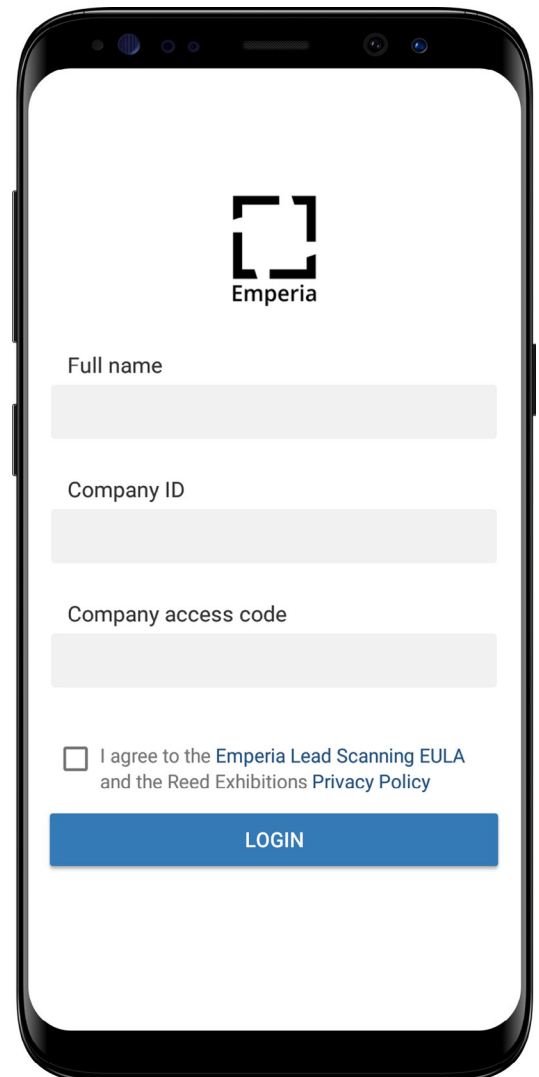 Emperia
Full name
Company ID
Company access code
I agree to the Emperia Lead Scanning EULA
and the Reed Exhibitions Privacy Policy
LOGIN